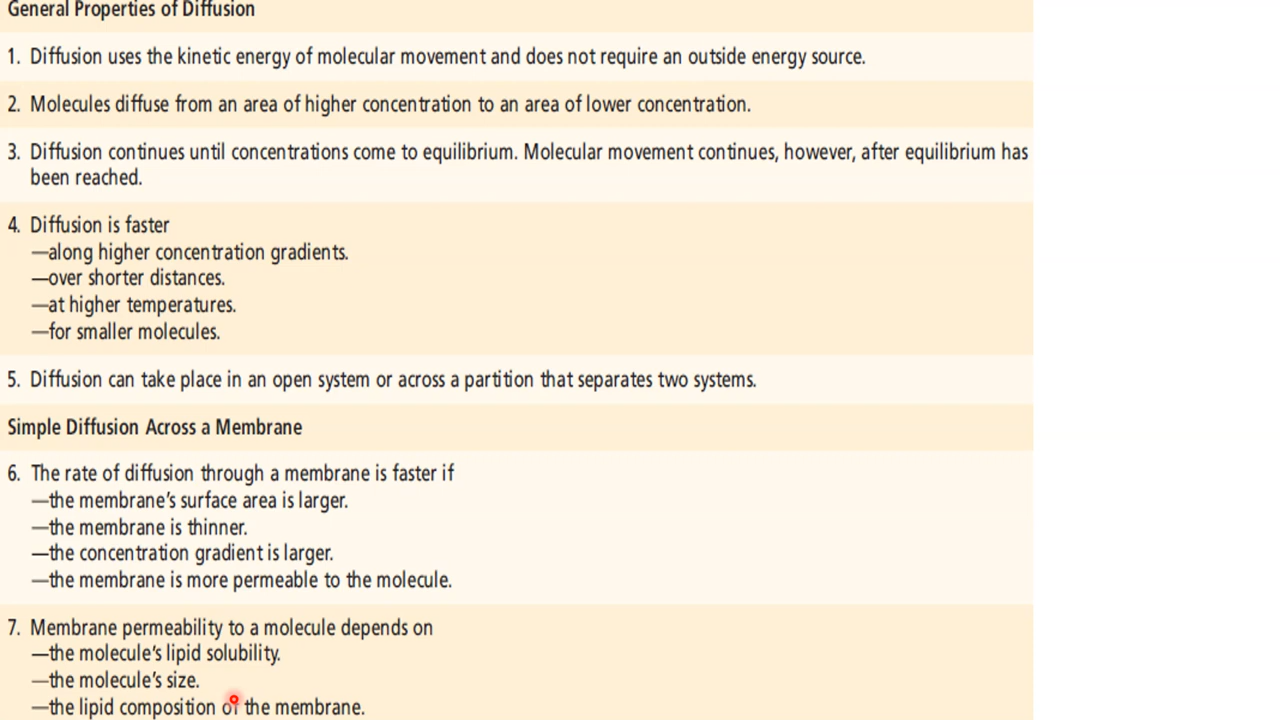 General Properties of Diffusion
1. Diffusion uses the kinetic energy of molecular movement and does not require an outside energy source.
2. Molecules diffuse from an area of higher concentration to an area of lower concentration.
3. Diffusion continues until concentrations come to equilibrium. Molecular movement continues, however, after equilibrium has
been reached.
4. Diffusion is faster
—along higher concentration gradients.
—over shorter distances.
—at higher temperatures.
—for smaller molecules.
5. Diffusion can take place in an open system or across a partition that separates two systems.
Simple Diffusion Across a Membrane
6. The rate of diffusion through a membrane is faster if
—the membrane's surface area is larger.
—the membrane is thinner.
—the concentration gradient is larger.
—the membrane is more permeable to the molecule.
7. Membrane permeability to a molecule depends on
—the molecule's lipid solubility.
—the molecule's size.
—the lipid composition of the membrane.